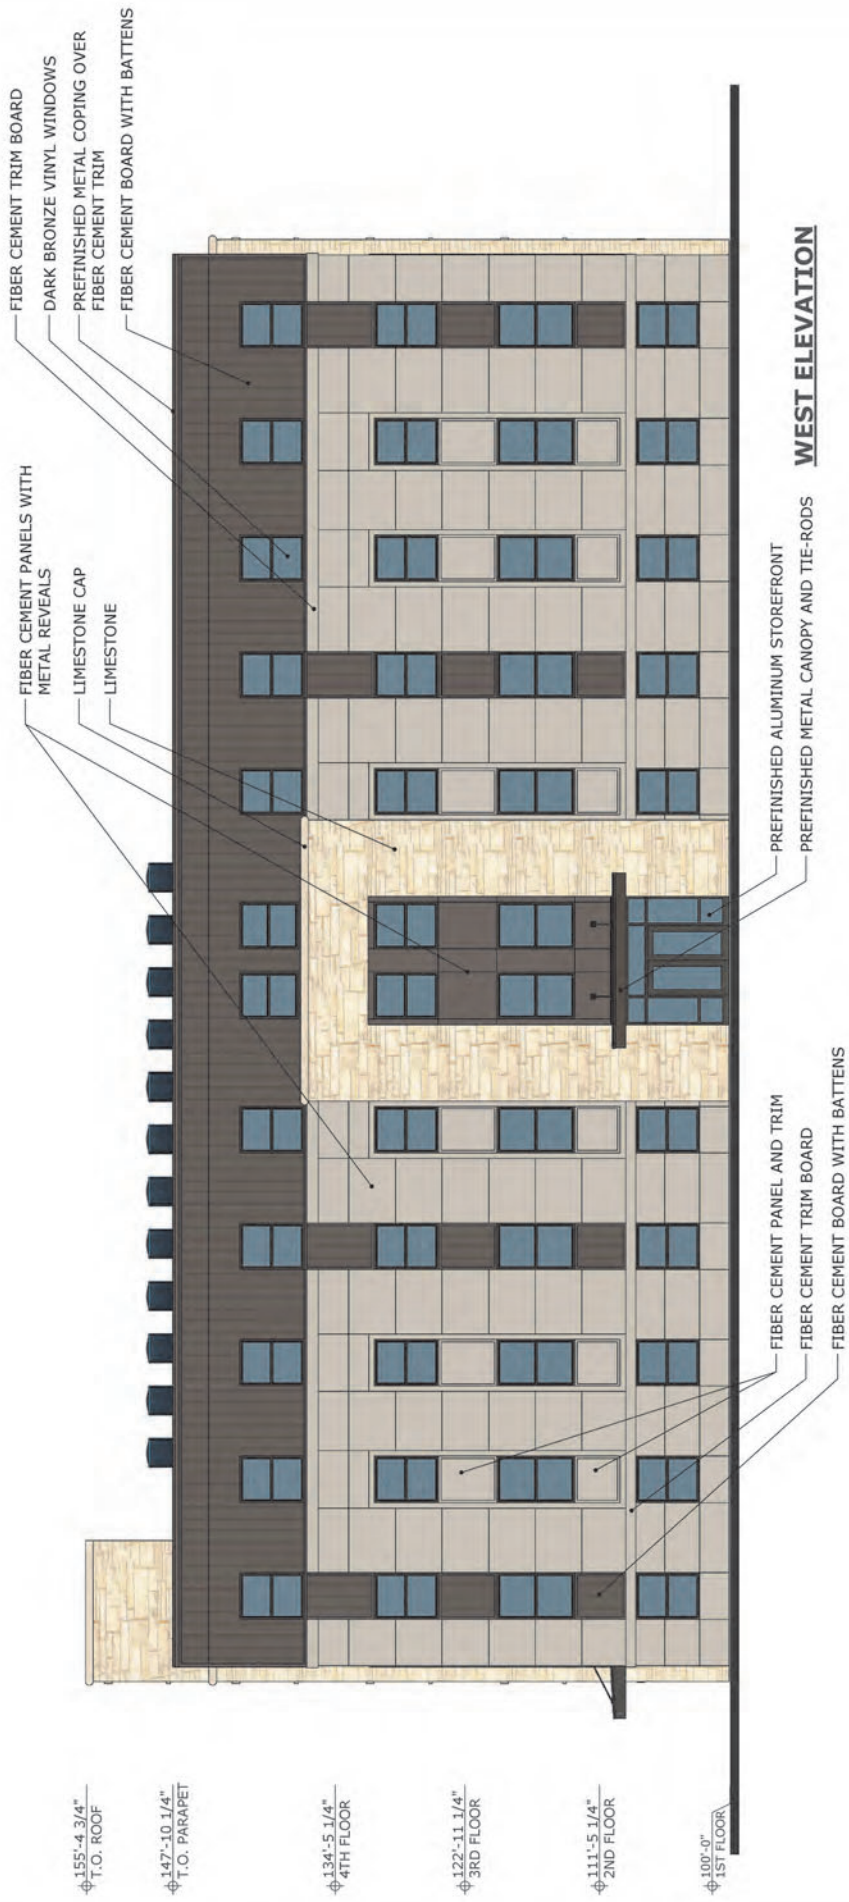 FIBER CEMENT PANELS WITH
METAL REVEALS
LIMESTONE CAP
LIMESTONE
FIBER CEMENT TRIM BOARD
DARK BRONZE VINYL WINDOWS
PREFINISHED METAL COPING OVER
FIBER CEMENT TRIM
FIBER CEMENT BOARD WITH BATTENS
155'-4 3/4"
T.O. ROOF
147'-10 1/4"
T.O. PARAPET
134'-5 1/4"
4TH FLOOR
122'-11 1/4"
3RD FLOOR
111'-5 1/4"
2ND FLOOR
100'-0"
1ST FLOOR
FIBER CEMENT PANEL AND TRIM
FIBER CEMENT TRIM BOARD
FIBER CEMENT BOARD WITH BATTENS
PREFINISHED ALUMINUM STOREFRONT
PREFINISHED METAL CANOPY AND TIE-RODS
WEST ELEVATION